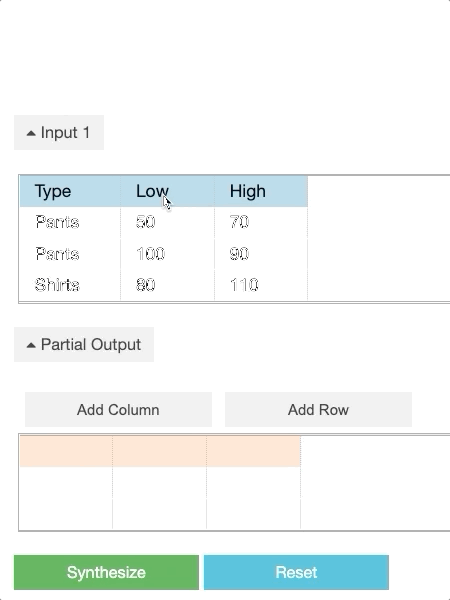 Input 1
Type Low High
Pants 50 70
Pants 100 90
Shirts 80 110
Partial Output
Add Column Add Row
Synthesize Reset